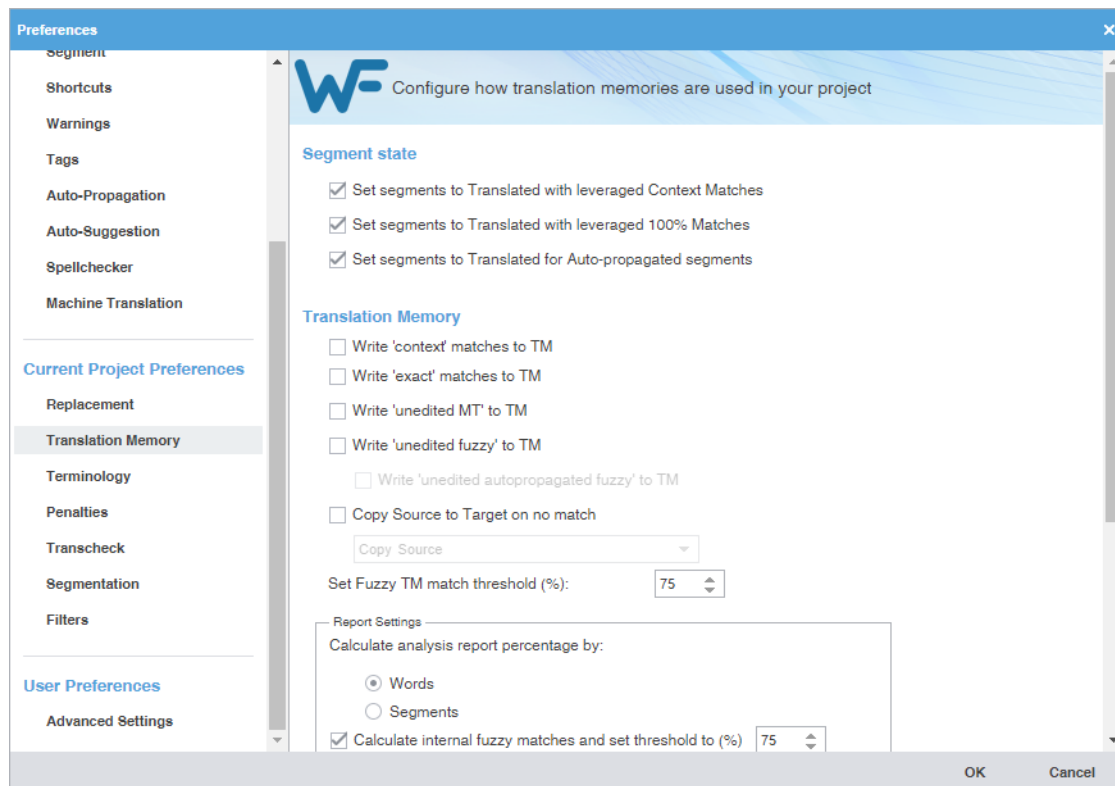 Preferences
Segment
Shortcuts
Warnings
Tags
Auto-Propagation
Auto-Suggestion
Spellchecker
Machine Translation
Current Project Preferences
Replacement
Translation Memory
Terminology
Penalties
Transcheck
Segmentation
Filters
User Preferences
Advanced Settings
WF Configure how translation memories are used in your project
Segment state
Set segments to Translated with leveraged Context Matches
Set segments to Translated with leveraged 100% Matches
Set segments to Translated for Auto-propagated segments
Translation Memory
Write 'context' matches to TM
Write 'exact' matches to TM
Write 'unedited MT' to TM
Write 'unedited fuzzy' to TM
Write 'unedited autopropagated fuzzy' to TM
Copy Source to Target on no match
Copy Source
Set Fuzzy TM match threshold (%): 75
Report Settings
Calculate analysis report percentage by:
Words
Segments
Calculate internal fuzzy matches and set threshold to (%) 75
OK Cancel